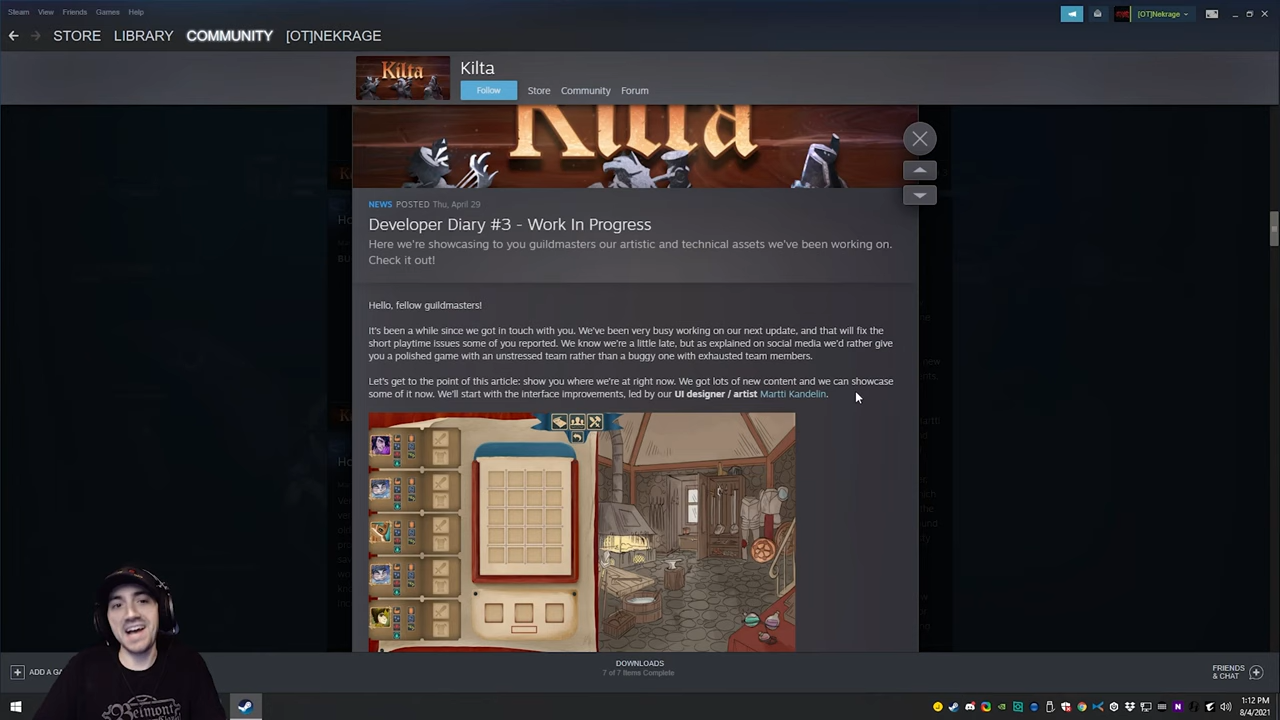 Steam View Friends Games Help
[OT]Nekrage
STORE LIBRARY COMMUNITY [OT]NEKRAGE
Kilta
Kilta
Follow Store Community Forum
Kilta
NEWS POSTED Thu, April 29
Developer Diary #3 - Work In Progress
Here we're showcasing to you guildmasters our artistic and technical assets we've been working on.
Check it out!
Hello, fellow guildmasters!
It's been a while since we got in touch with you. We've been very busy working on our next update, and that will fix the
short playtime issues some of you reported. We know we're a little late, but as explained on social media we'd rather give
you a polished game with an unstressed team rather than a buggy one with exhausted team members.
Let's get to the point of this article: show you where we're at right now. We got lots of new content and we can showcase
some of it now. We'll start with the interface improvements, led by our UI designer / artist Martti Kandelin.
DOWNLOADS
7 of 7 Items Complete
ADD A GA
FRIENDS
& CHAT
Belmont
1:12 PM
8/4/2021